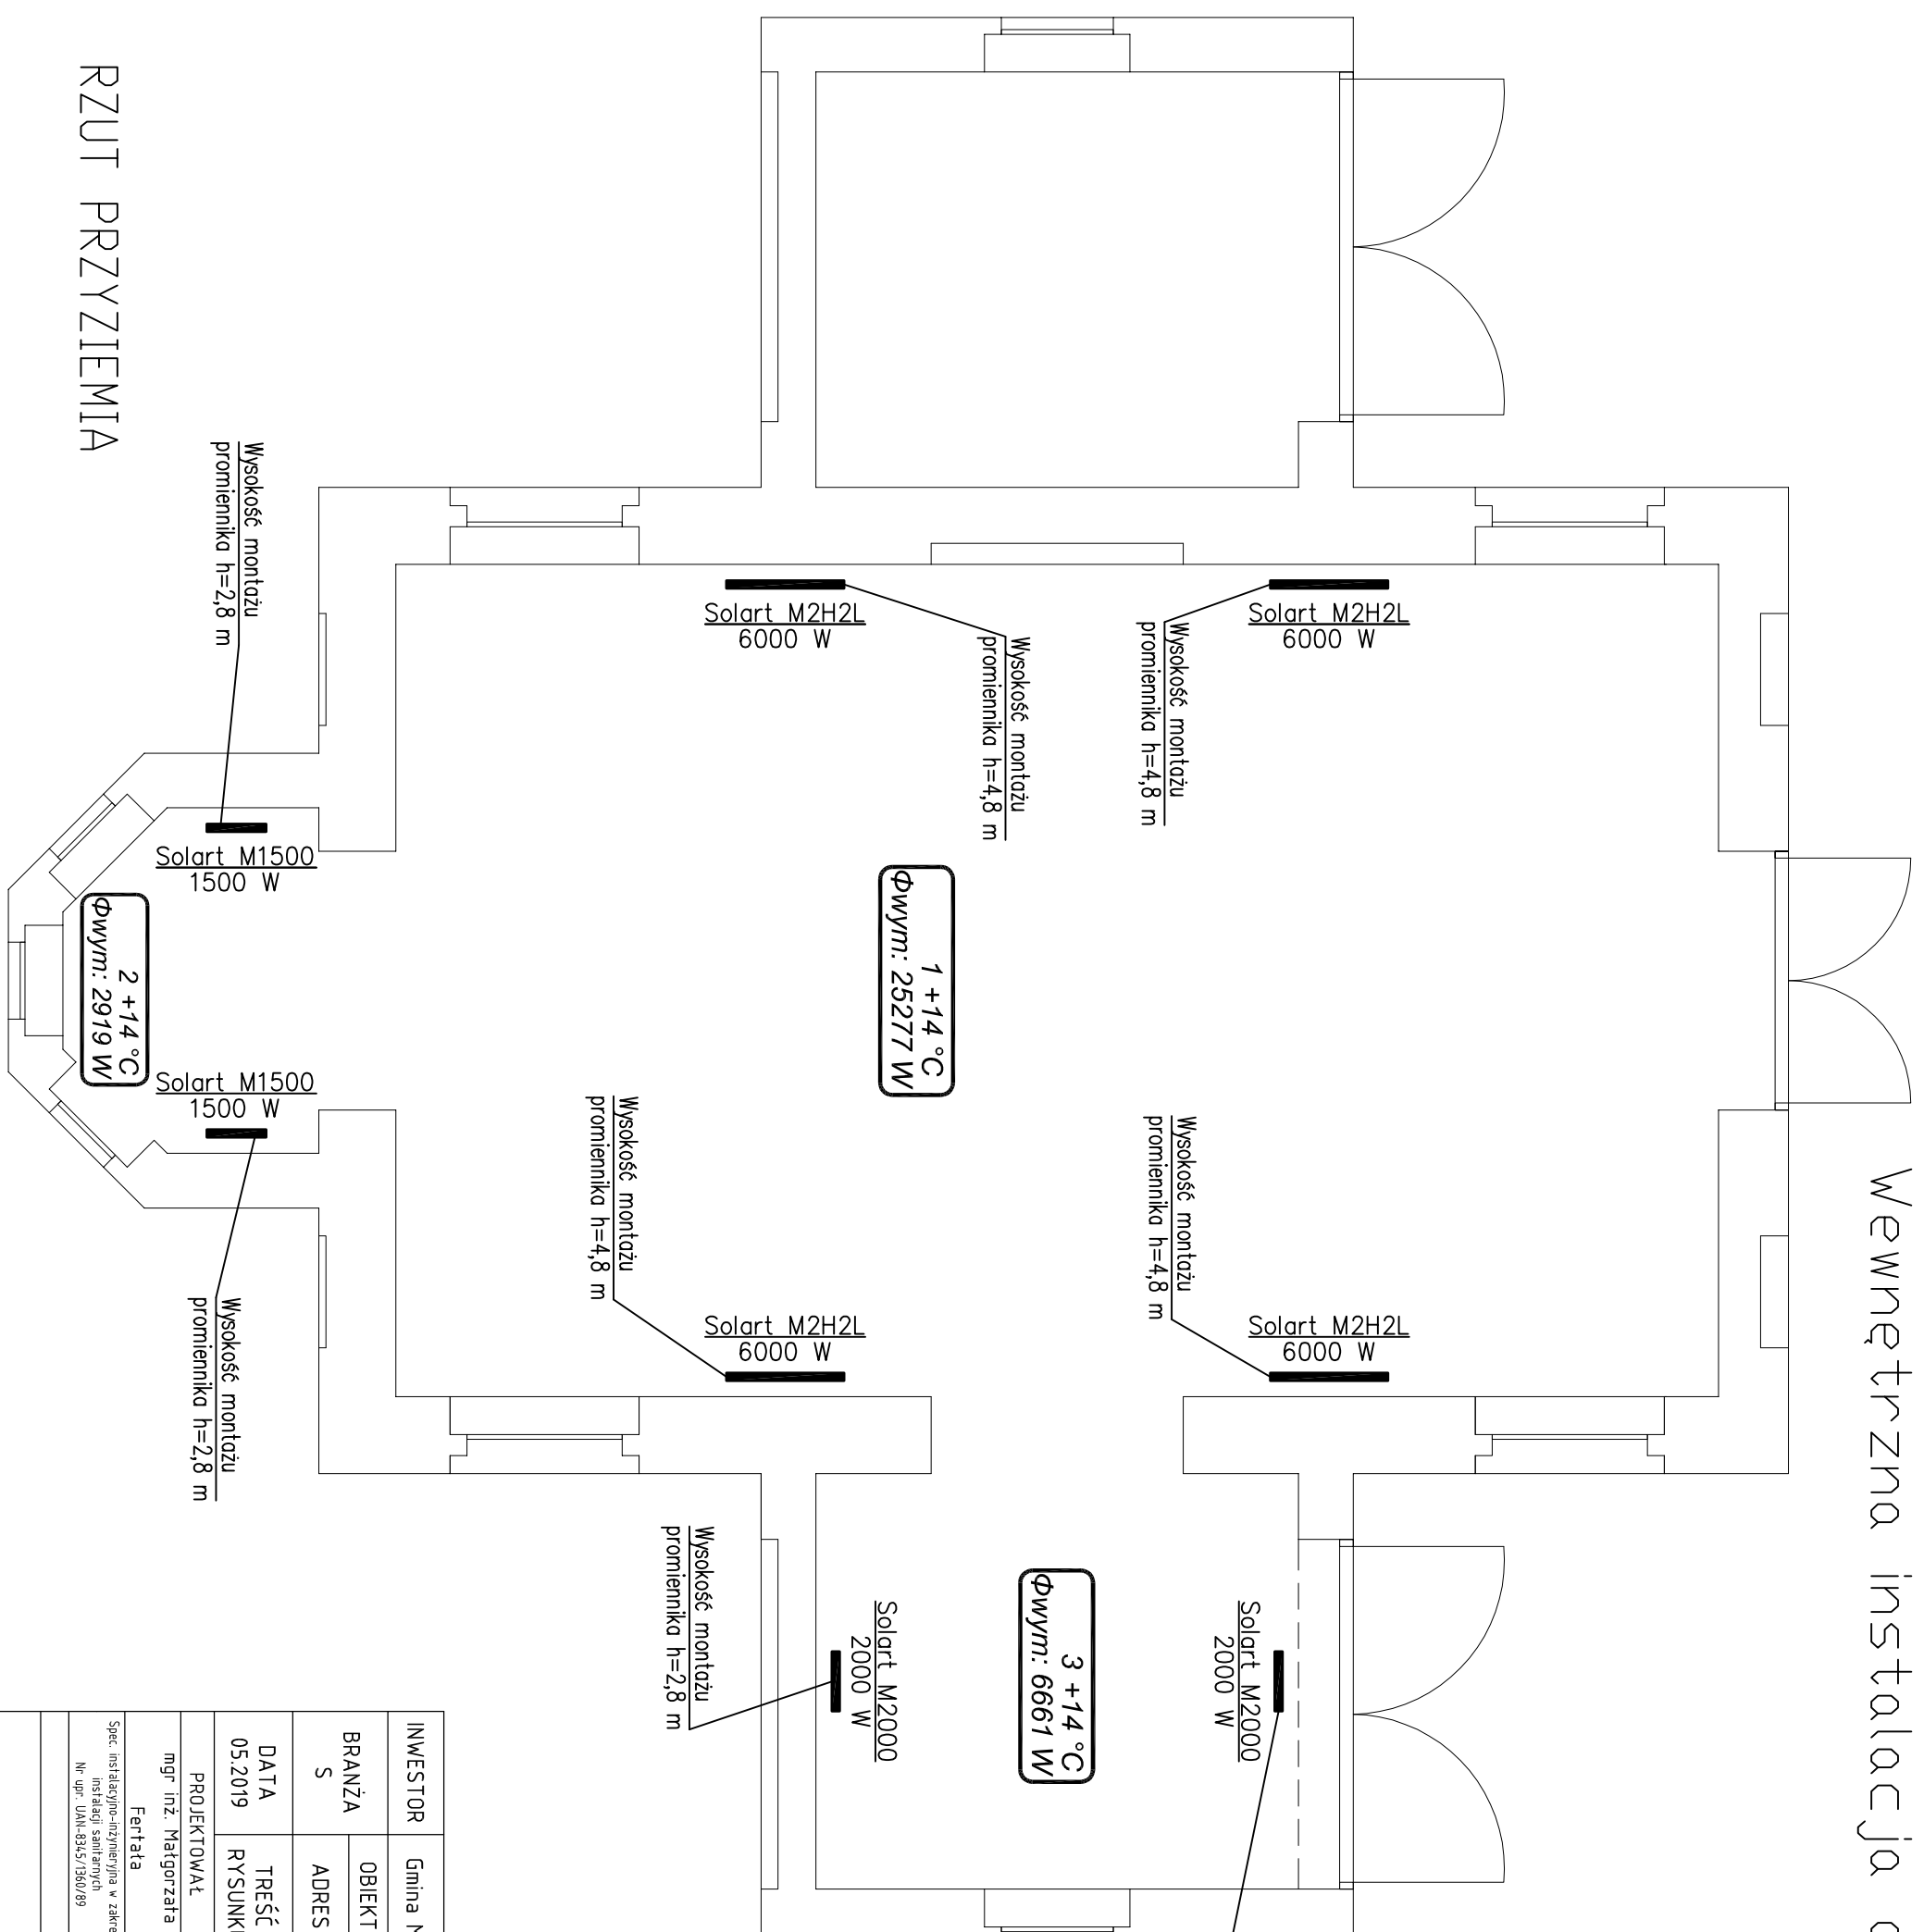 Wewnętrzna instalacja
RZUT PRZYZIEMIA
Wysokość montażu
promiennika h=2,8 m
Solart M2H2L
6000 W
Wysokość montażu
promiennika h=4,8 m
Solart M2H2L
6000 W
Wysokość montażu
promiennika h=4,8 m
Solart M1500
1500 W
2 +14 °C
Φwym: 2919 W
Solart M1500
1500 W
Wysokość montażu
promiennika h=2,8 m
1 +14 °C
Φwym: 25277 W
Wysokość montażu
promiennika h=4,8 m
Solart M2H2L
6000 W
Wysokość montażu
promiennika h=4,8 m
Solart M2H2L
6000 W
Wysokość montażu
promiennika h=2,8 m
Solart M2000
2000 W
3 +14 °C
Φwym: 6661 W
Solart M2000
2000 W
INWESTOR
Gmina
BRANŻA
S
OBIEKT
ADRES
DATA
05.2019
TREŚĆ
PROJEKTOWAŁ
mgr inż. Małgorzata
Fertała
Spec. instalacyjno-inżynieryjna w
instalacji sanitarnych
Nr upr. UAN-8345/1360/89